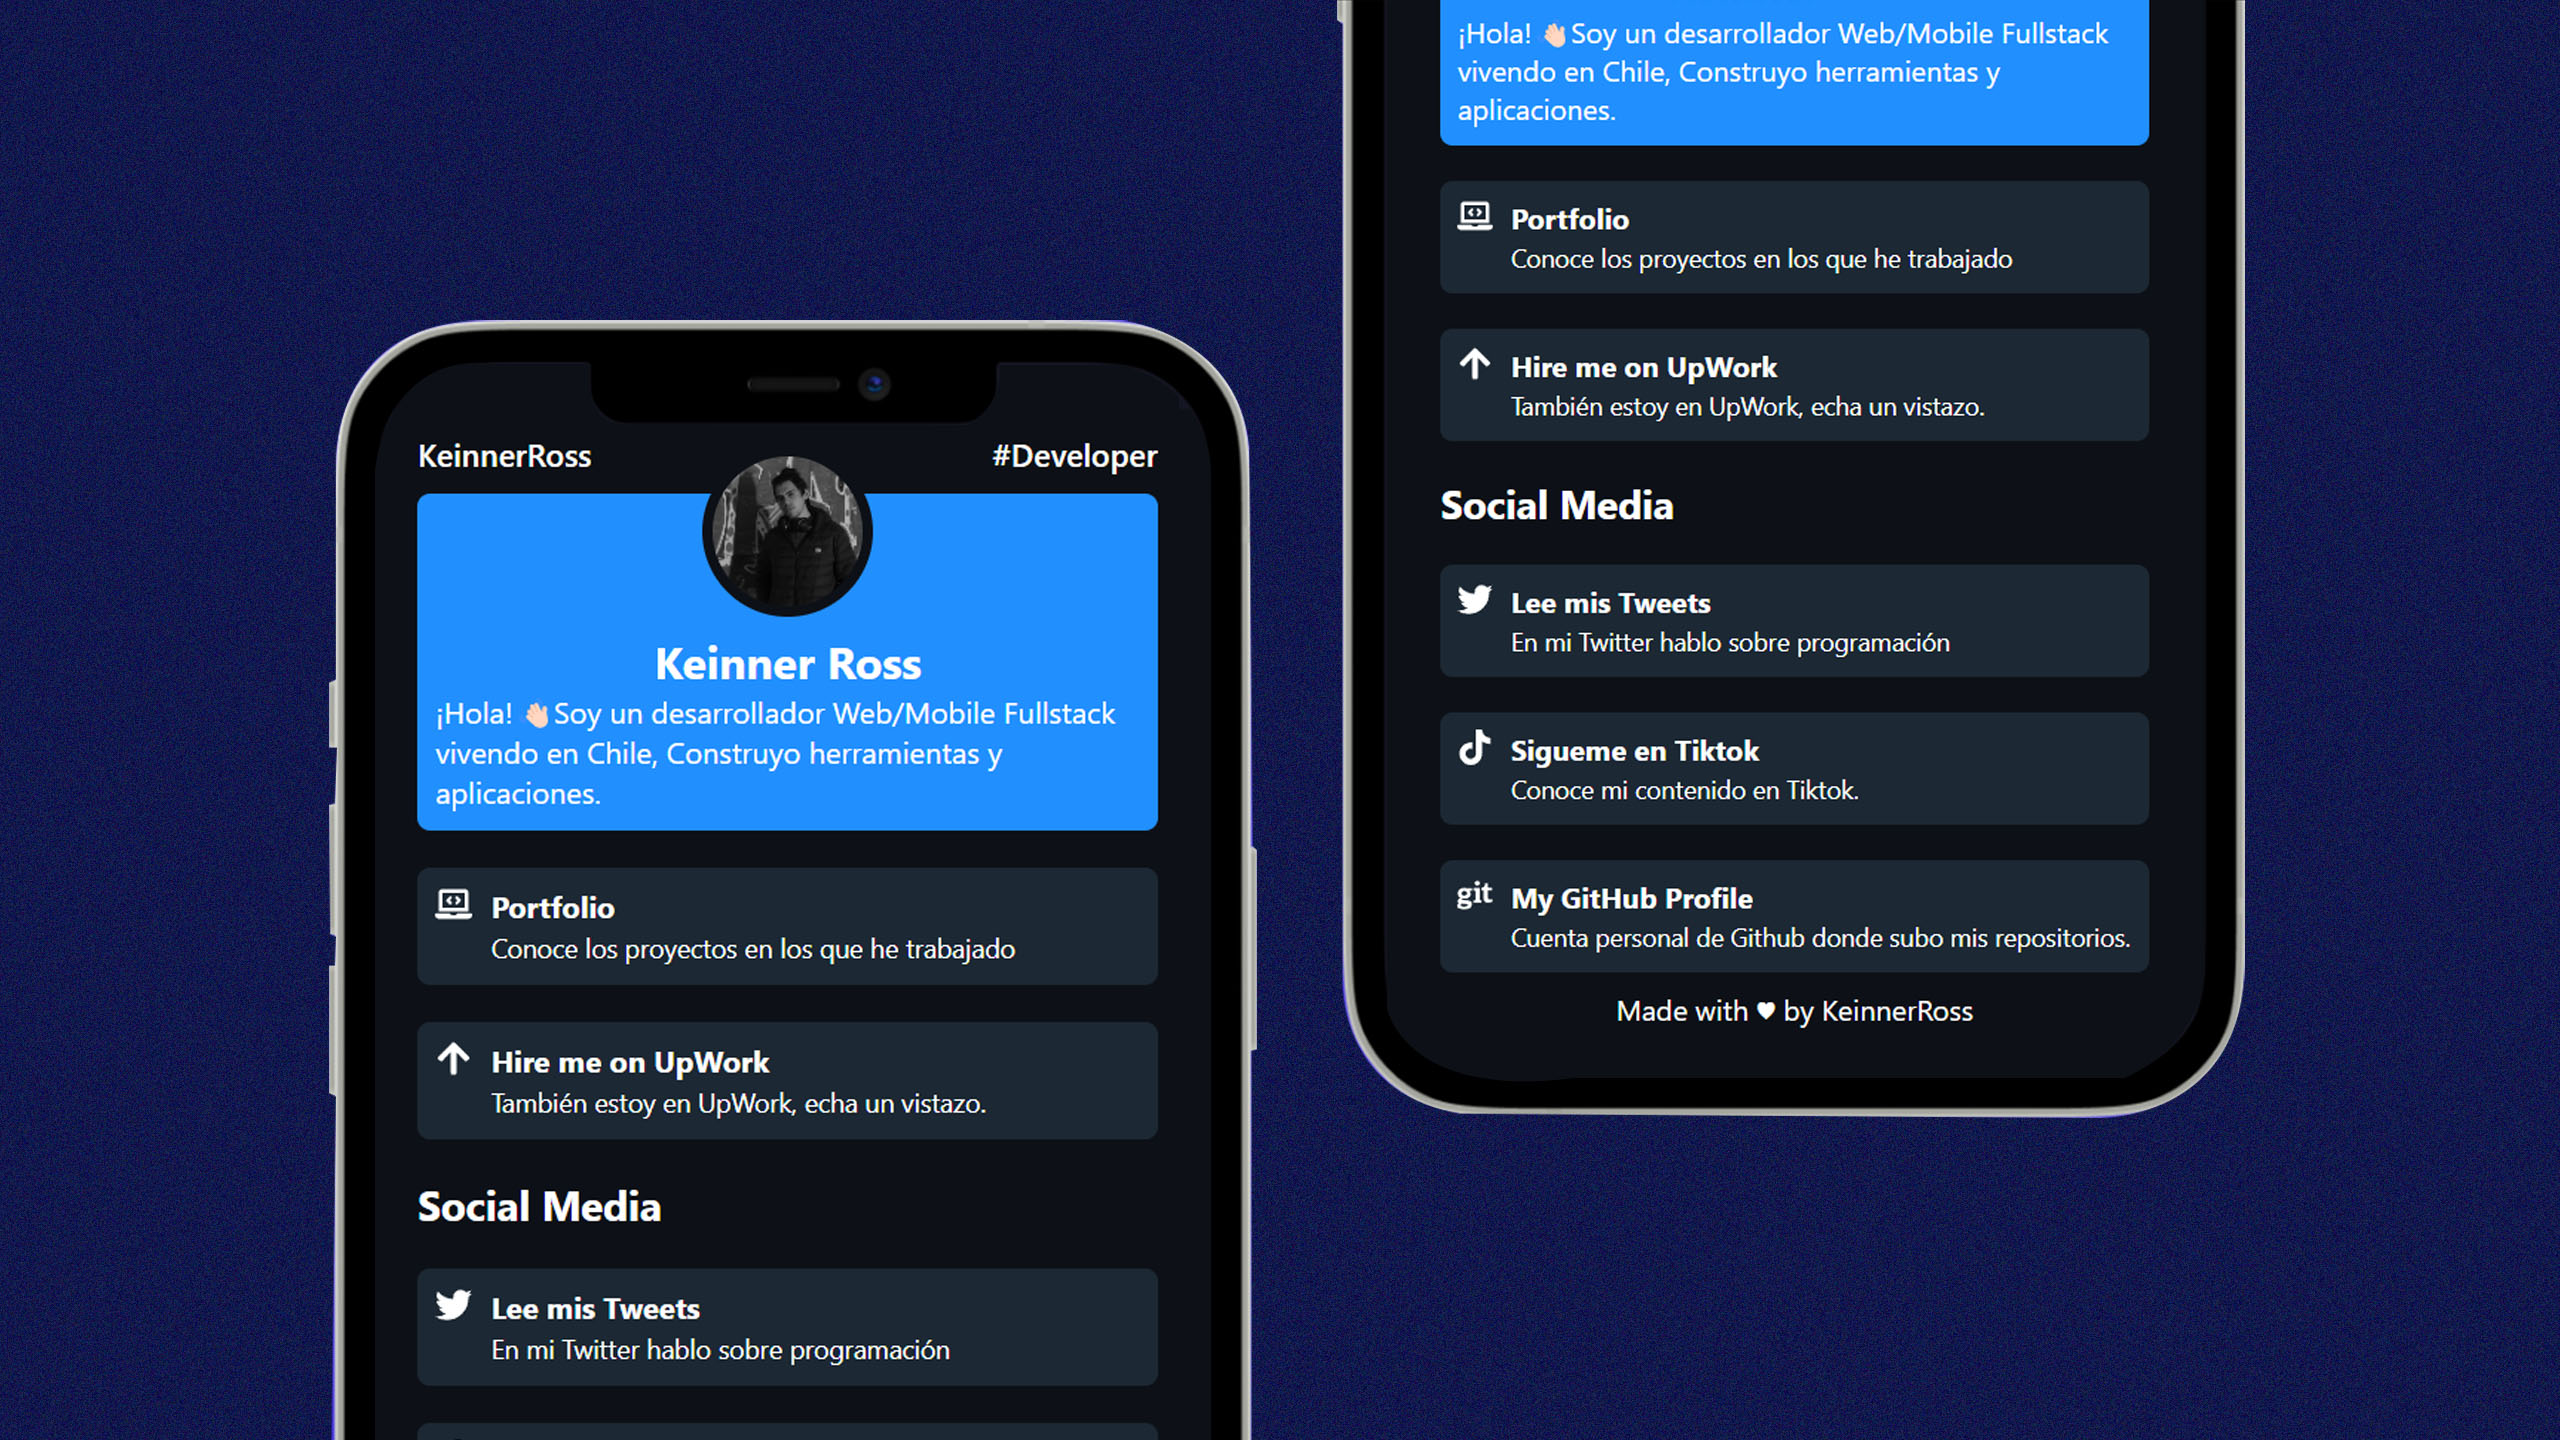 KeinnerRoss
#Developer
Keinner Ross
¡Hola! 👋🏻Soy un desarrollador Web/Mobile Fullstack
vivendo en Chile, Construyo herramientas y
aplicaciones.
Portfolio
Conoce los proyectos en los que he trabajado
Hire me on UpWork
También estoy en UpWork, echa un vistazo.
Social Media
Lee mis Tweets
En mi Twitter hablo sobre programación
¡Hola! 👋🏻Soy un desarrollador Web/Mobile Fullstack
vivendo en Chile, Construyo herramientas y
aplicaciones.
Portfolio
Conoce los proyectos en los que he trabajado
Hire me on UpWork
También estoy en UpWork, echa un vistazo.
Social Media
Lee mis Tweets
En mi Twitter hablo sobre programación
Sigueme en Tiktok
Conoce mi contenido en Tiktok.
git My GitHub Profile
Cuenta personal de Github donde subo mis repositorios.
Made with ♥ by KeinnerRoss